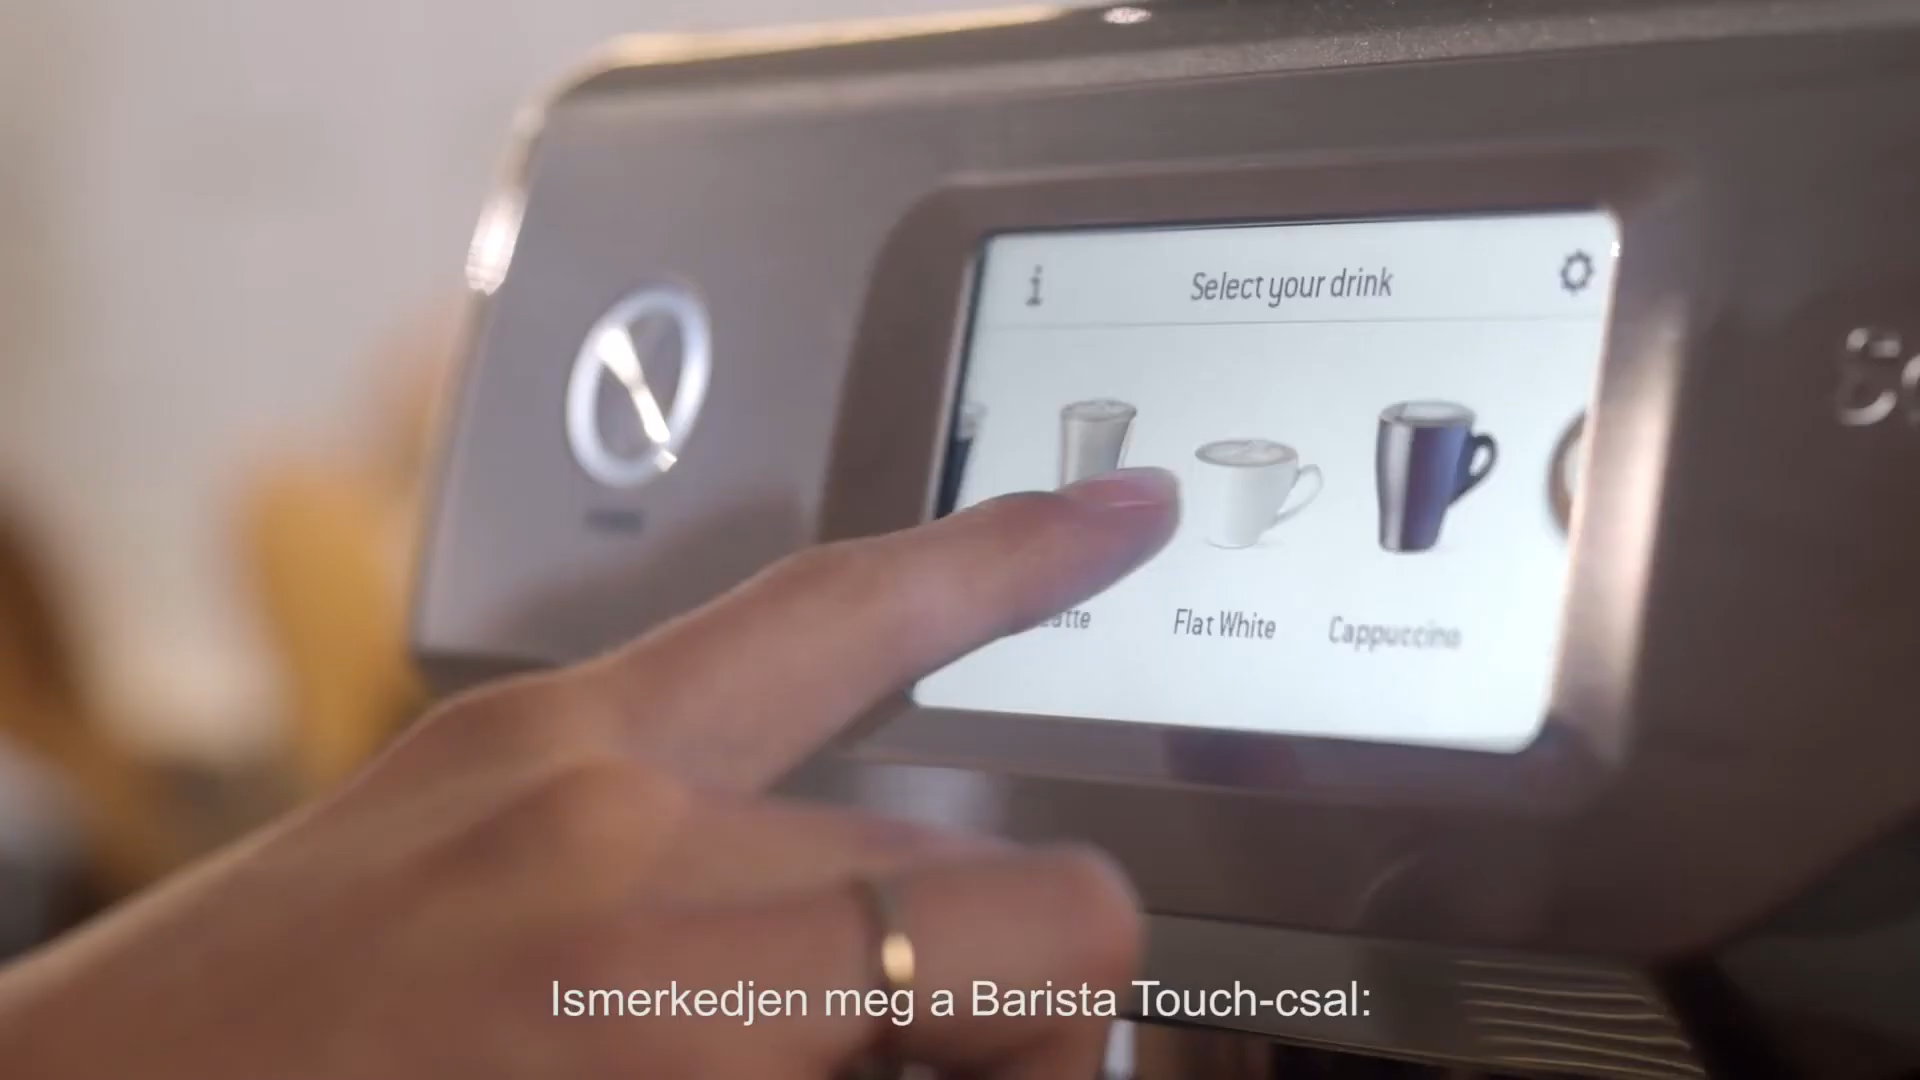 Select your drink
Flat White
Cappuccino
Ismerkedjen meg a Barista Touch-csal: